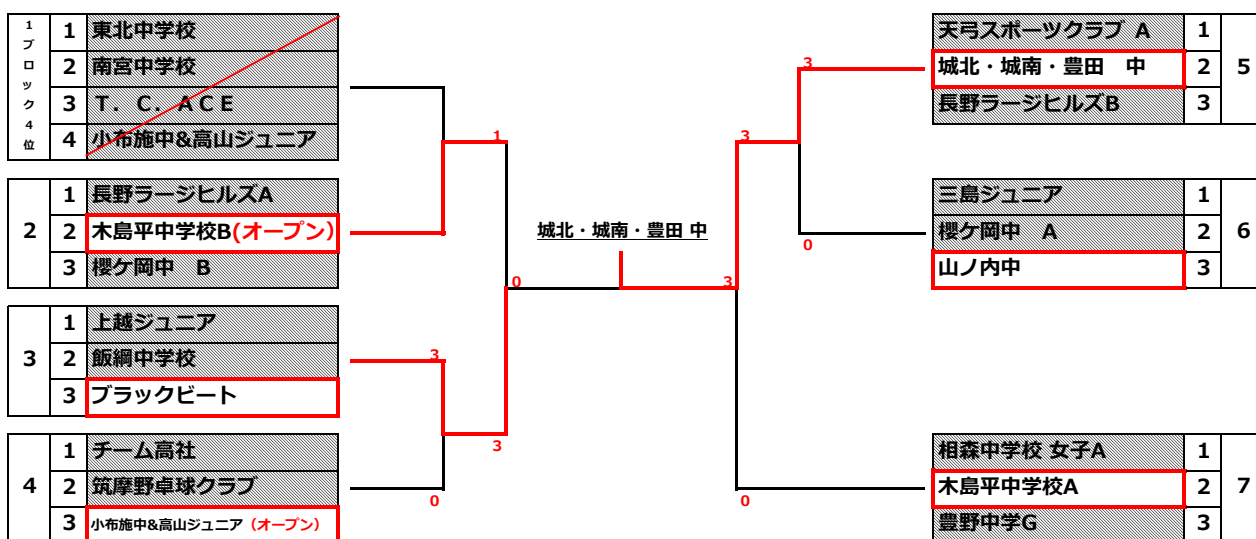 1ブロック4位
1 東北中学校
2 南宮中学校
3 Ｔ．Ｃ．ＡＣＥ
4 小布施中&高山ジュニア
2
1 長野ラージヒルズA
2 木島平中学校B(オープン）
3 櫻ケ岡中　B
3
1 上越ジュニア
2 飯綱中学校
3 ブラックビート
4
1 チーム高社
2 筑摩野卓球クラブ
3 小布施中&高山ジュニア（オープン）
1
3
0
3
0
城北・城南・豊田 中
3
3
3
0
0
天弓スポーツクラブ A 1
城北・城南・豊田　中 2
長野ラージヒルズB 3
5
三島ジュニア 1
櫻ケ岡中　A 2
山ノ内中 3
6
相森中学校 女子A 1
木島平中学校A 2
豊野中学G 3
7